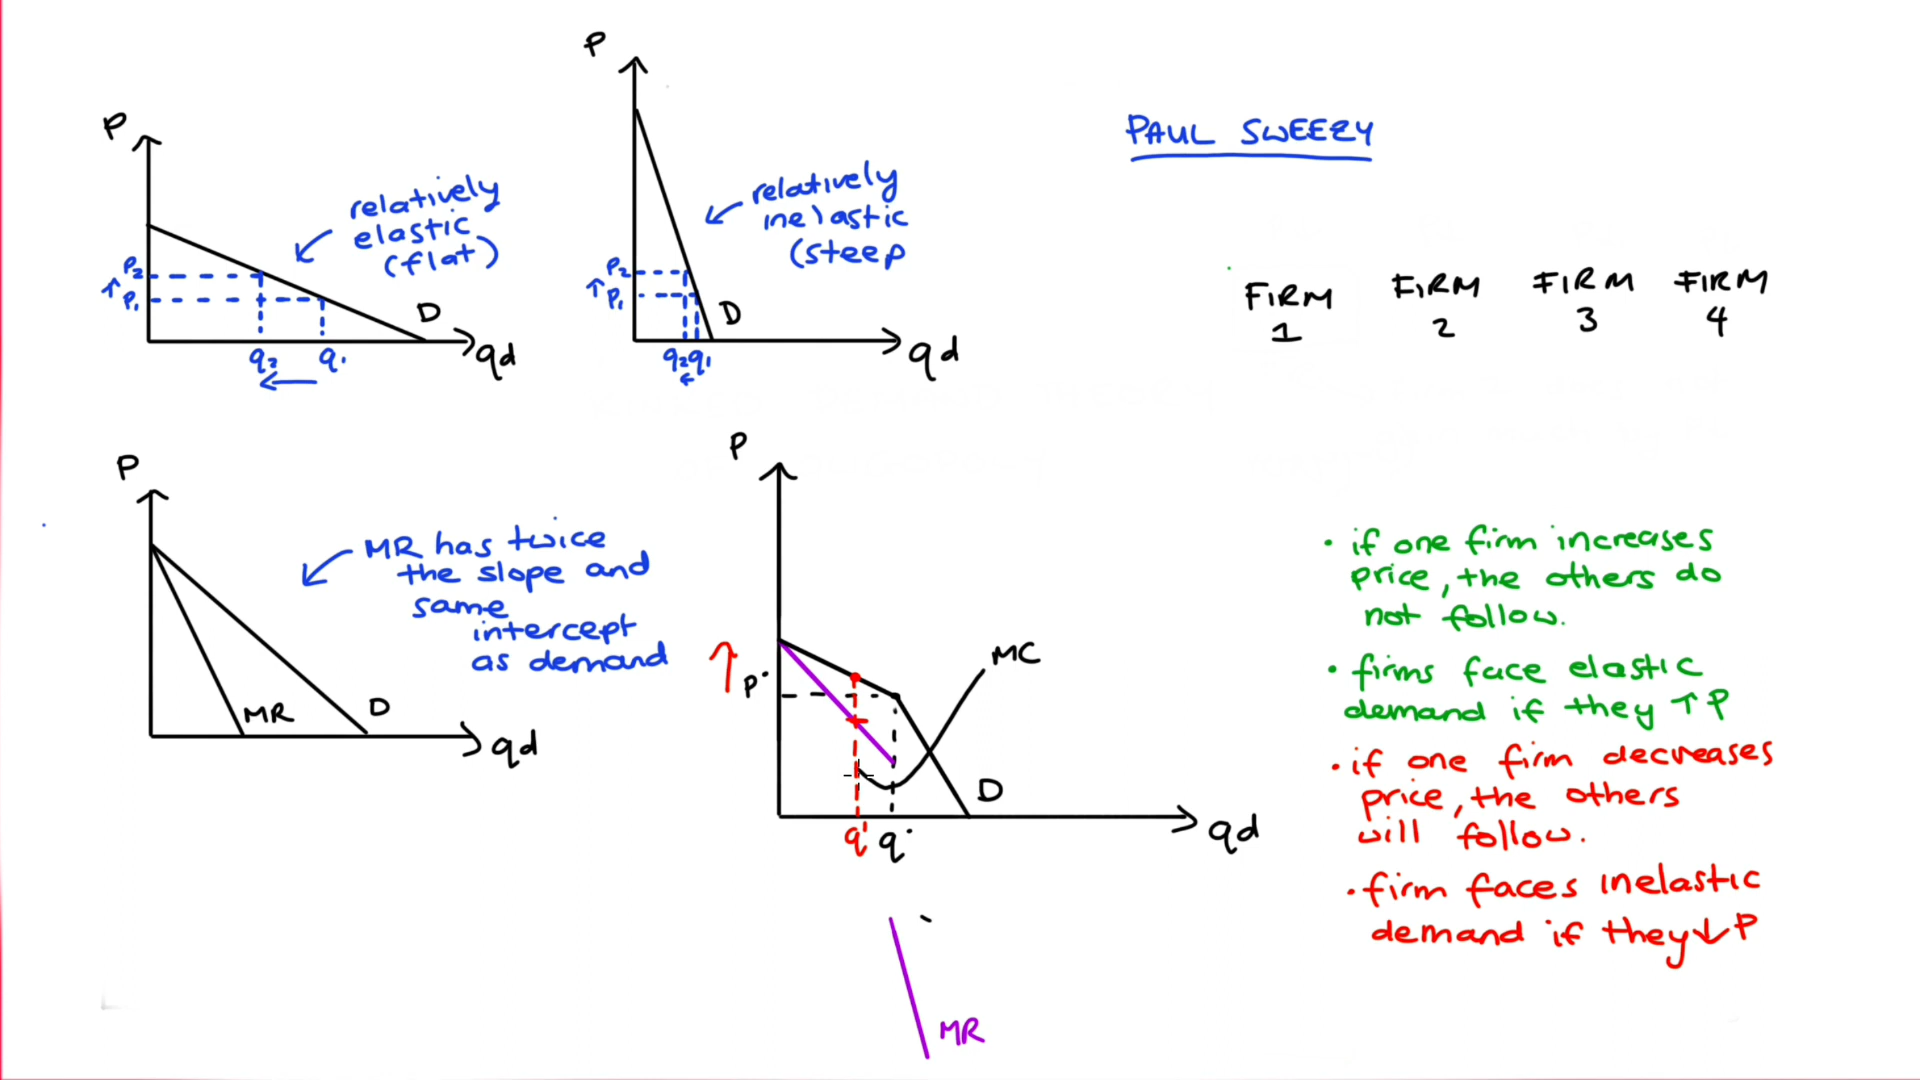 P
relatively
elastic
(flat)
P2
↑ P1
D
q2 q1
qd
P
relatively
inelastic
(steep
P2
↑ P1
D
q2 q1
qd
PAUL SWEEZY
FIRM FIRM FIRM FIRM
1 2 3 4
P
MR has twice
the slope and
same
intercept
as demand
MR
D
qd
P
MC
P*
D
q' q*
qd
MR
• if one firm increases
price, the others do
not follow.
• firms face elastic
demand if they ↑ P
• if one firm decreases
price, the others
will follow.
• firm faces inelastic
demand if they ↓ P